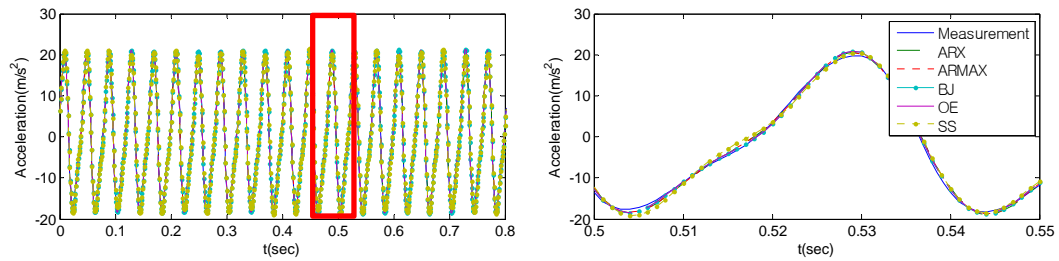 30
20
10
0
-10
-20
0 0.1 0.2 0.3 0.4 0.5 0.6 0.7 0.8
t(sec)
Acceleration(m/s²)
30
20
10
0
-10
-20
0.5 0.51 0.52 0.53 0.54 0.55
t(sec)
Acceleration(m/s²)
Measurement
ARX
ARMAX
BJ
OE
SS